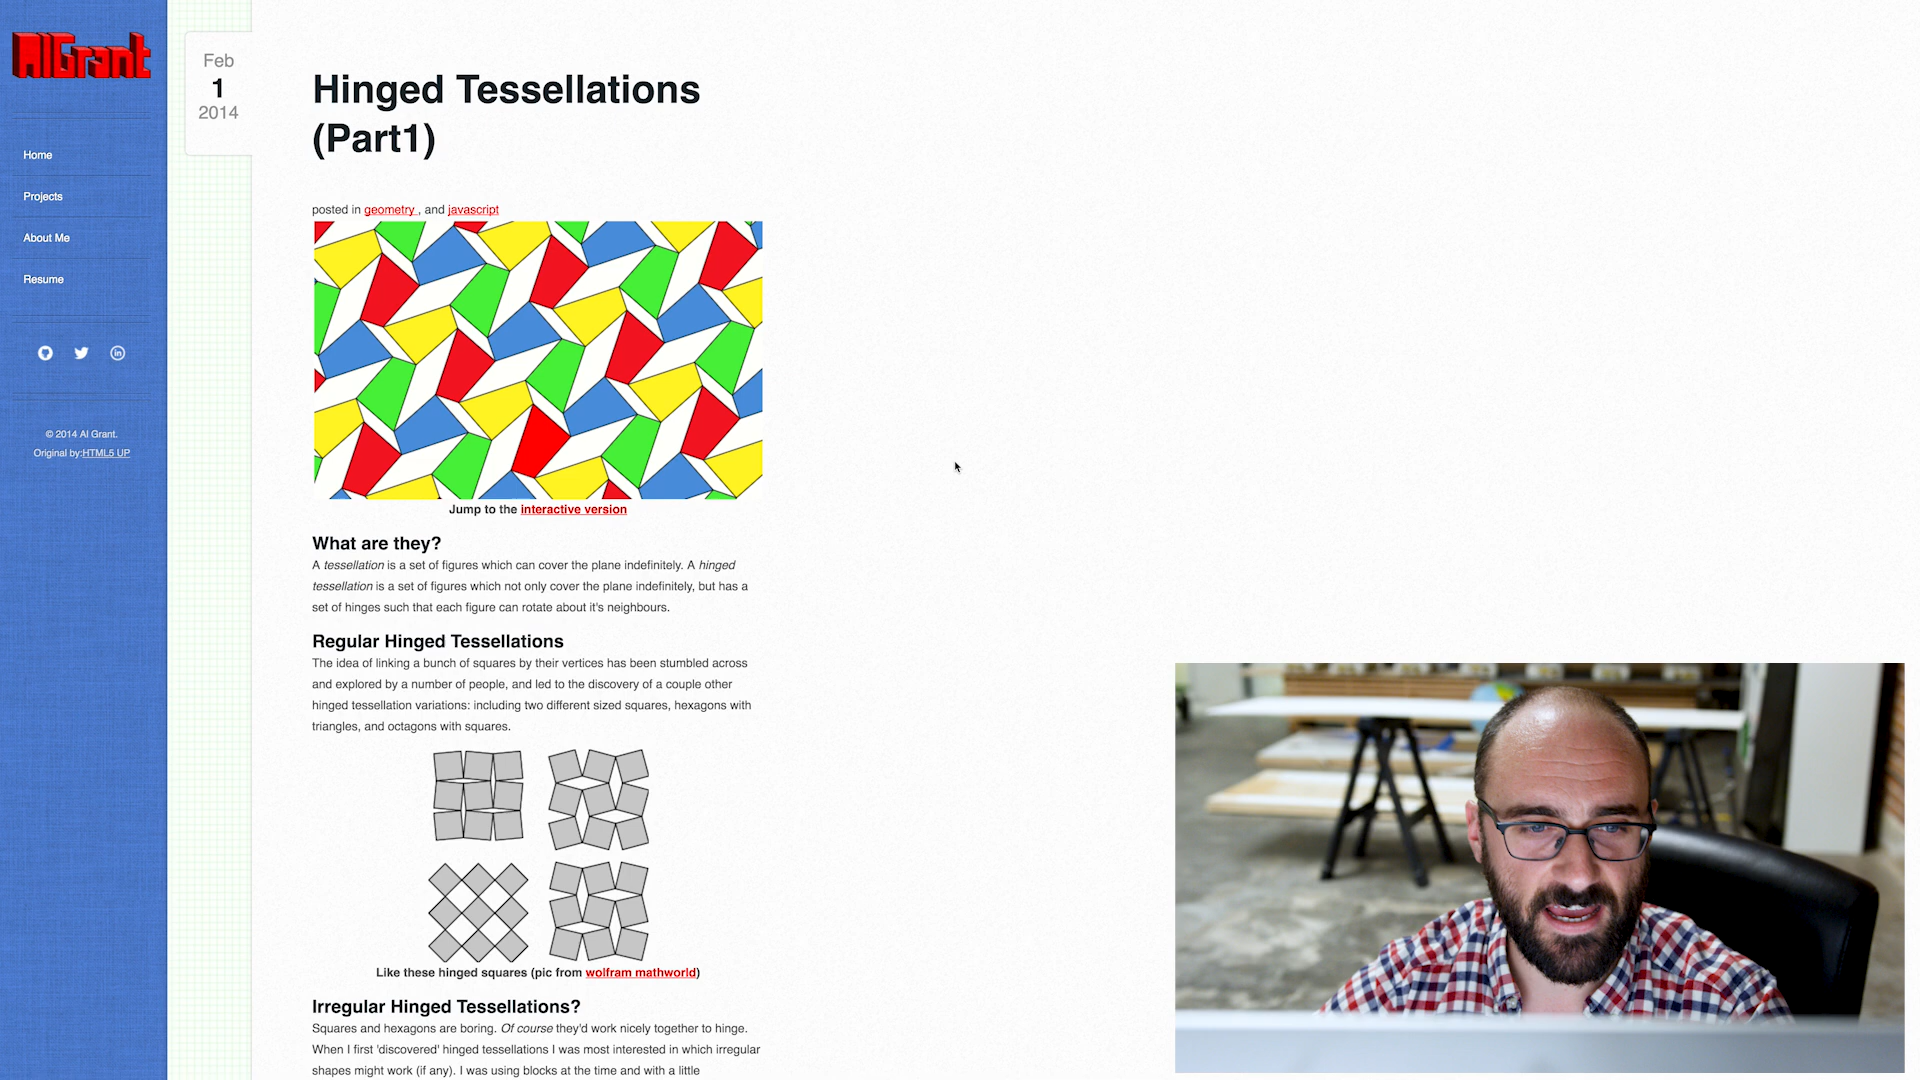 AlGrant
Home
Projects
About Me
Resume
© 2014 Al Grant.
Original by:HTML5 UP
Feb
1
2014
Hinged Tessellations
(Part1)
posted in geometry , and javascript
Jump to the interactive version
What are they?
A tessellation is a set of figures which can cover the plane indefinitely. A hinged
tessellation is a set of figures which not only cover the plane indefinitely, but has a
set of hinges such that each figure can rotate about it's neighbours.
Regular Hinged Tessellations
The idea of linking a bunch of squares by their vertices has been stumbled across
and explored by a number of people, and led to the discovery of a couple other
hinged tessellation variations: including two different sized squares, hexagons with
triangles, and octagons with squares.
Like these hinged squares (pic from wolfram mathworld)
Irregular Hinged Tessellations?
Squares and hexagons are boring. Of course they'd work nicely together to hinge.
When I first 'discovered' hinged tessellations I was most interested in which irregular
shapes might work (if any). I was using blocks at the time and with a little